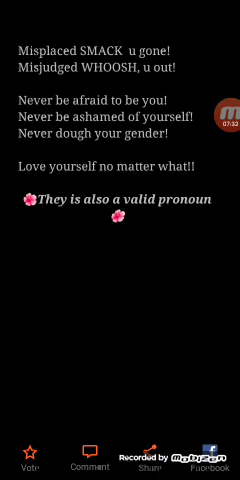 Misplaced SMACK  u gone!
Misjudged WHOOSH, u out!
Never be afraid to be you!
Never be ashamed of yourself!
Never dough your gender!
Love yourself no matter what!!
🌺They is also a valid pronoun
🌺
07:32
Vote
Comment
Share
Facebook
Recorded by
Mobizen